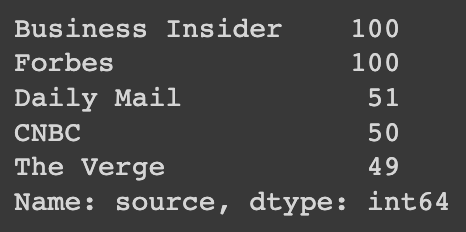 Business Insider    100
Forbes              100
Daily Mail           51
CNBC                 50
The Verge            49
Name: source, dtype: int64